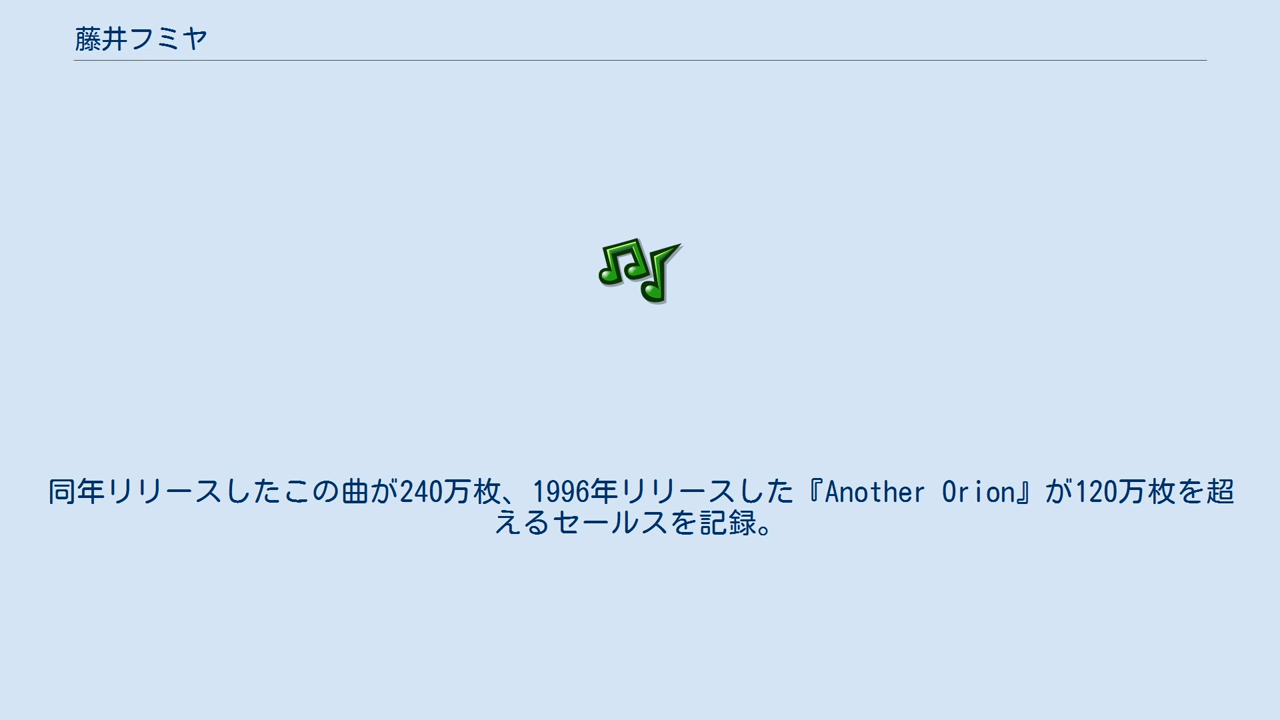 藤井フミヤ
同年リリースしたこの曲が240万枚、1996年リリースした『Another Orion』が120万枚を超
えるセールスを記録。